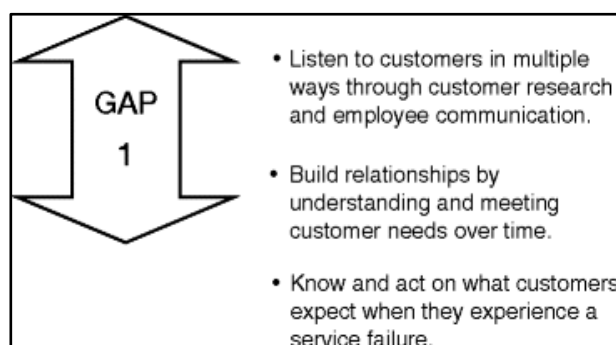 GAP
1
• Listen to customers in multiple
ways through customer research
and employee communication.
• Build relationships by
understanding and meeting
customer needs over time.
• Know and act on what customers
expect when they experience a
service failure.